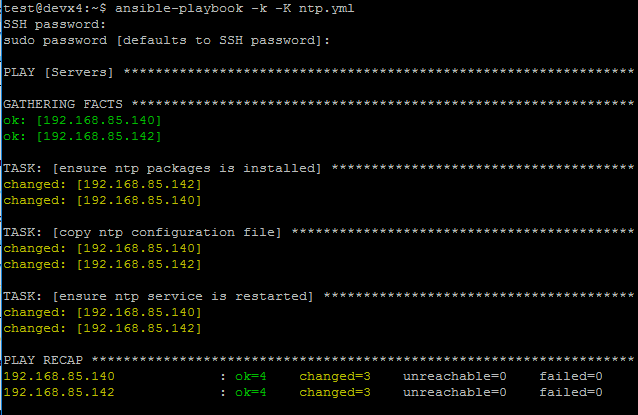 test@devx4:~$ ansible-playbook -k -K ntp.yml
SSH password:
sudo password [defaults to SSH password]:
PLAY [Servers] ****************************************************************
GATHERING FACTS ***************************************************************
ok: [192.168.85.140]
ok: [192.168.85.142]
TASK: [ensure ntp packages is installed] **************************************
changed: [192.168.85.142]
changed: [192.168.85.140]
TASK: [copy ntp configuration file] *******************************************
changed: [192.168.85.140]
changed: [192.168.85.142]
TASK: [ensure ntp service is restarted] ***************************************
changed: [192.168.85.140]
changed: [192.168.85.142]
PLAY RECAP ********************************************************************
192.168.85.140             : ok=4    changed=3    unreachable=0    failed=0
192.168.85.142             : ok=4    changed=3    unreachable=0    failed=0